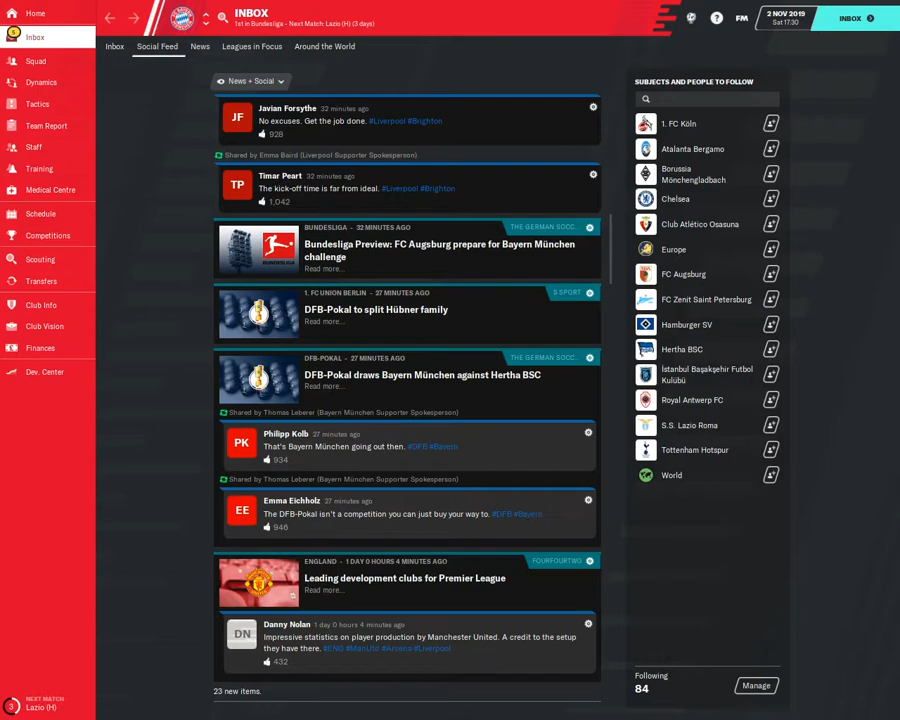 Home
Inbox
Squad
Dynamics
Tactics
Team Report
Staff
Training
Medical Centre
Schedule
Competitions
Scouting
Transfers
Club Info
Club Vision
Finances
Dev. Center
3
NEXT MATCH
Lazio (H)
INBOX
1st in Bundesliga - Next Match: Lazio (H) (3 days)
?
FM
2 NOV 2019
Sat 17:30
INBOX
Inbox
Social Feed
News
Leagues in Focus
Around the World
News + Social
JF
Javian Forsythe 32 minutes ago
No excuses. Get the job done. #Liverpool #Brighton
928
Shared by Emma Baird (Liverpool Supporter Spokesperson)
TP
Timar Peart 32 minutes ago
The kick-off time is far from ideal. #Liverpool #Brighton
1,042
BUNDESLIGA - 32 MINUTES AGO
THE GERMAN SOCC...
Bundesliga Preview: FC Augsburg prepare for Bayern München
challenge
Read more...
1. FC UNION BERLIN - 27 MINUTES AGO
S SPORT
DFB-Pokal to split Hübner family
Read more...
DFB-POKAL - 27 MINUTES AGO
THE GERMAN SOCC...
DFB-Pokal draws Bayern München against Hertha BSC
Read more...
Shared by Thomas Leberer (Bayern München Supporter Spokesperson)
PK
Philipp Kolb 27 minutes ago
That's Bayern München going out then. #DFB #Bayern
934
Shared by Thomas Leberer (Bayern München Supporter Spokesperson)
EE
Emma Eichholz 27 minutes ago
The DFB-Pokal isn't a competition you can just buy your way to. #DFB #Bayern
946
ENGLAND - 1 DAY 0 HOURS 4 MINUTES AGO
FOURFOURTWO
Leading development clubs for Premier League
Read more...
DN
Danny Nolan 1 day 0 hours 4 minutes ago
Impressive statistics on player production by Manchester United. A credit to the setup
they have there. #ENG #ManUtd #Arsenal #Liverpool
432
23 new items.
SUBJECTS AND PEOPLE TO FOLLOW
1. FC Köln
Atalanta Bergamo
Borussia
Mönchengladbach
Chelsea
Club Atlético Osasuna
Europe
FC Augsburg
FC Zenit Saint Petersburg
Hamburger SV
Hertha BSC
İstanbul Başakşehir Futbol
Kulübü
Royal Antwerp FC
S.S. Lazio Roma
Tottenham Hotspur
World
Following
84
Manage